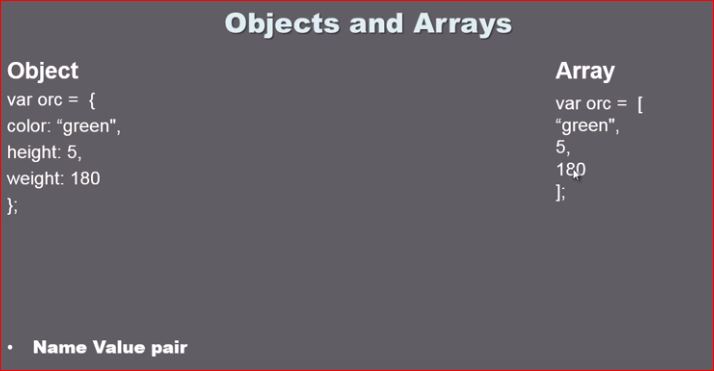 Objects and Arrays
Object
var orc = {
color: “green",
height: 5,
weight: 180
};
Array
var orc = [
“green",
5,
180
];
• Name Value pair